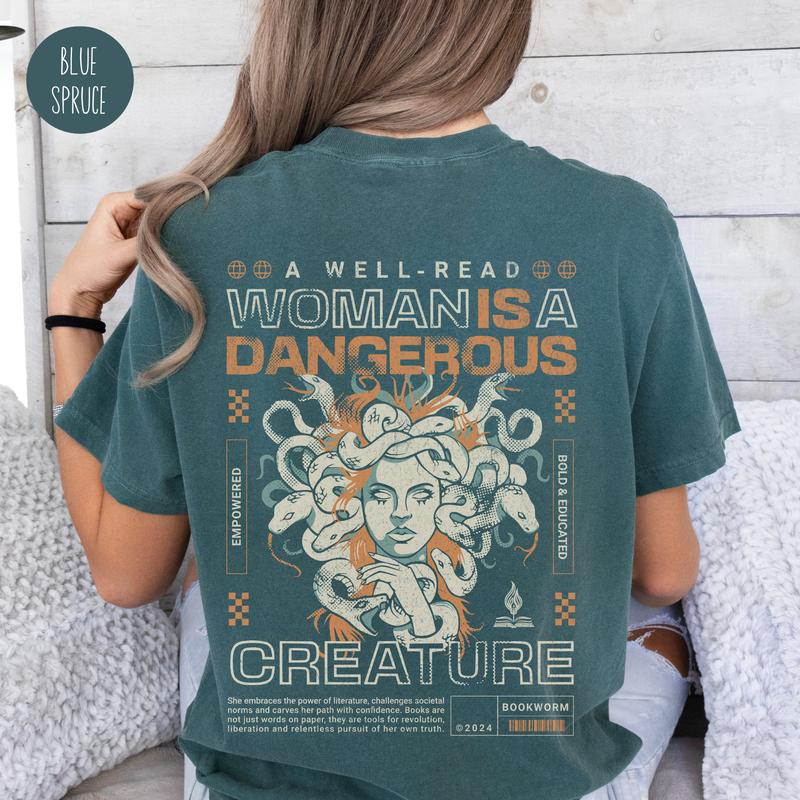 BLUE
SPRUCE
A WELL-READ
WOMAN IS A
DANGEROUS
EMPOWERED
BOLD & EDUCATED
CREATURE
She embraces the power of literature, challenges societal
norms and carves her path with confidence. Books are
not just words on paper, they are tools for revolution,
liberation and relentless pursuit of her own truth.
©2024
BOOKWORM